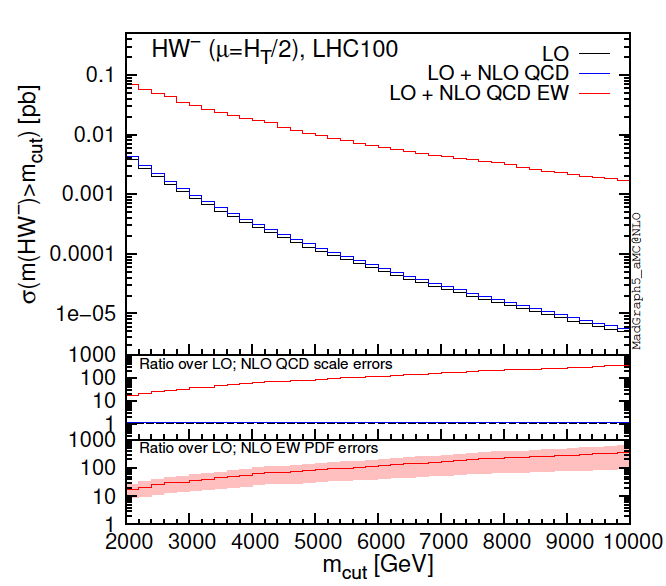 HW⁻ (μ=H_T/2), LHC100
LO
LO + NLO QCD
LO + NLO QCD EW
σ(m(HW⁻)>m_cut) [pb]
0.1
0.01
0.001
0.0001
1e−05
MadGraph5_aMC@NLO
1000
Ratio over LO; NLO QCD scale errors
100
10
1
1000
Ratio over LO; NLO EW PDF errors
100
10
1
2000 3000 4000 5000 6000 7000 8000 9000 10000
m_cut [GeV]